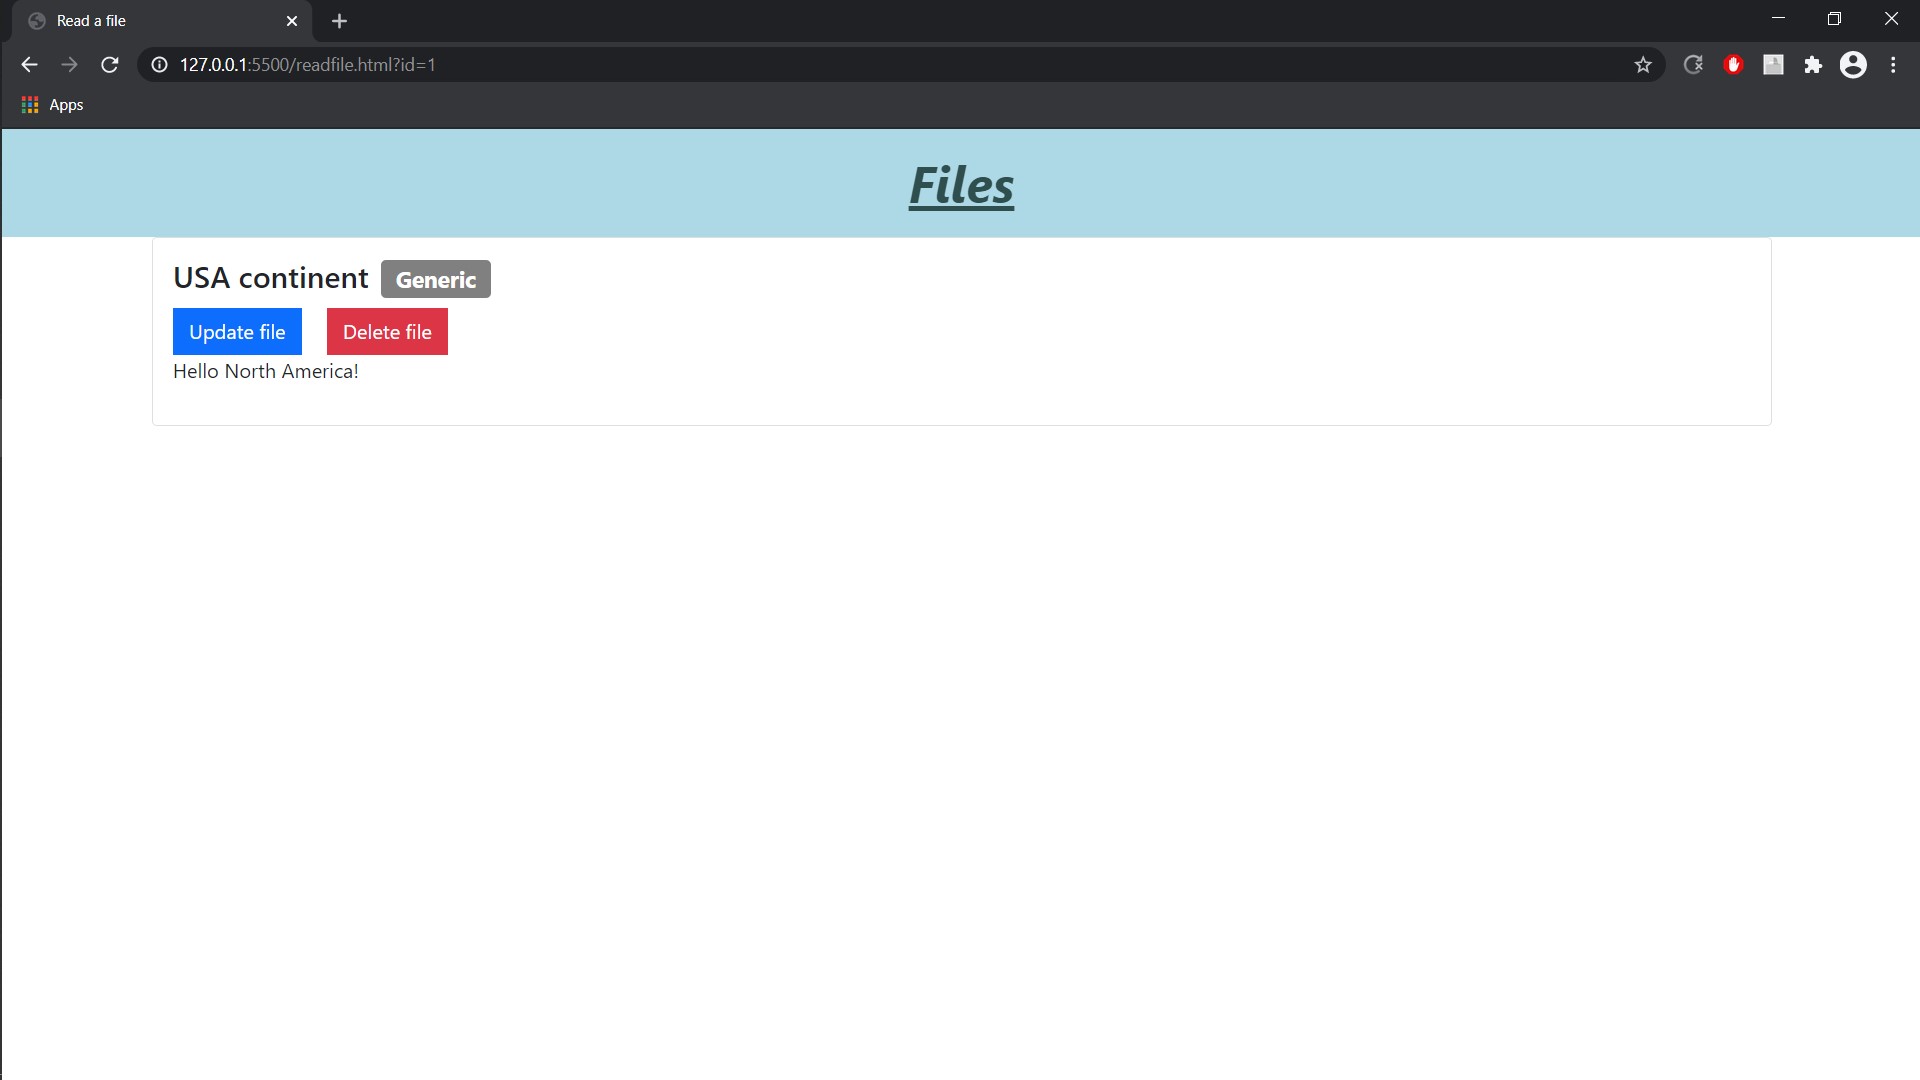 Read a file
127.0.0.1:5500/readfile.html?id=1
Apps
Files
USA continent Generic
Update file Delete file
Hello North America!